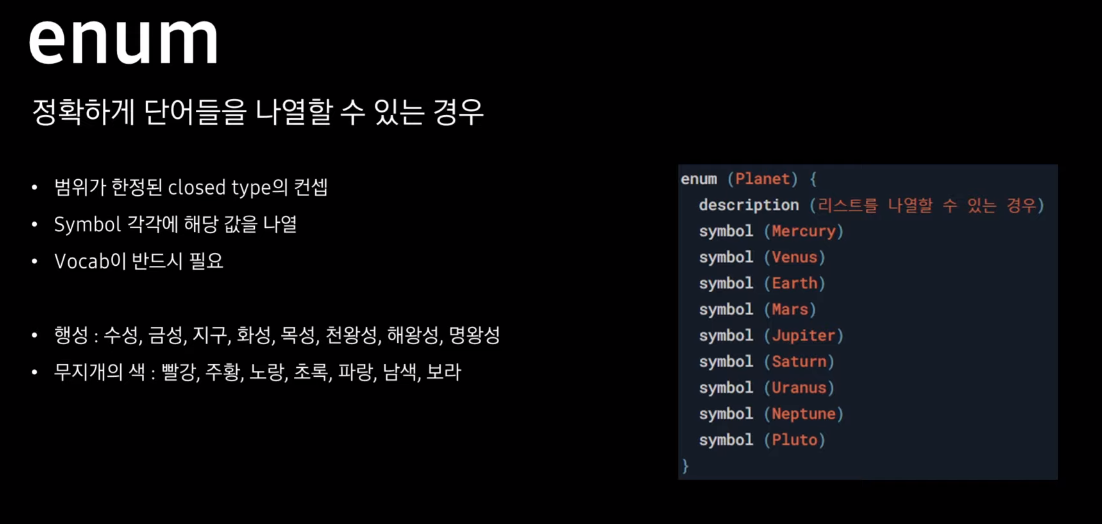 enum
정확하게 단어들을 나열할 수 있는 경우
• 범위가 한정된 closed type의 컨셉
• Symbol 각각에 해당 값을 나열
• Vocab이 반드시 필요
• 행성 : 수성, 금성, 지구, 화성, 목성, 천왕성, 해왕성, 명왕성
• 무지개의 색 : 빨강, 주황, 노랑, 초록, 파랑, 남색, 보라
enum (Planet) {
description (리스트를 나열할 수 있는 경우)
symbol (Mercury)
symbol (Venus)
symbol (Earth)
symbol (Mars)
symbol (Jupiter)
symbol (Saturn)
symbol (Uranus)
symbol (Neptune)
symbol (Pluto)
}